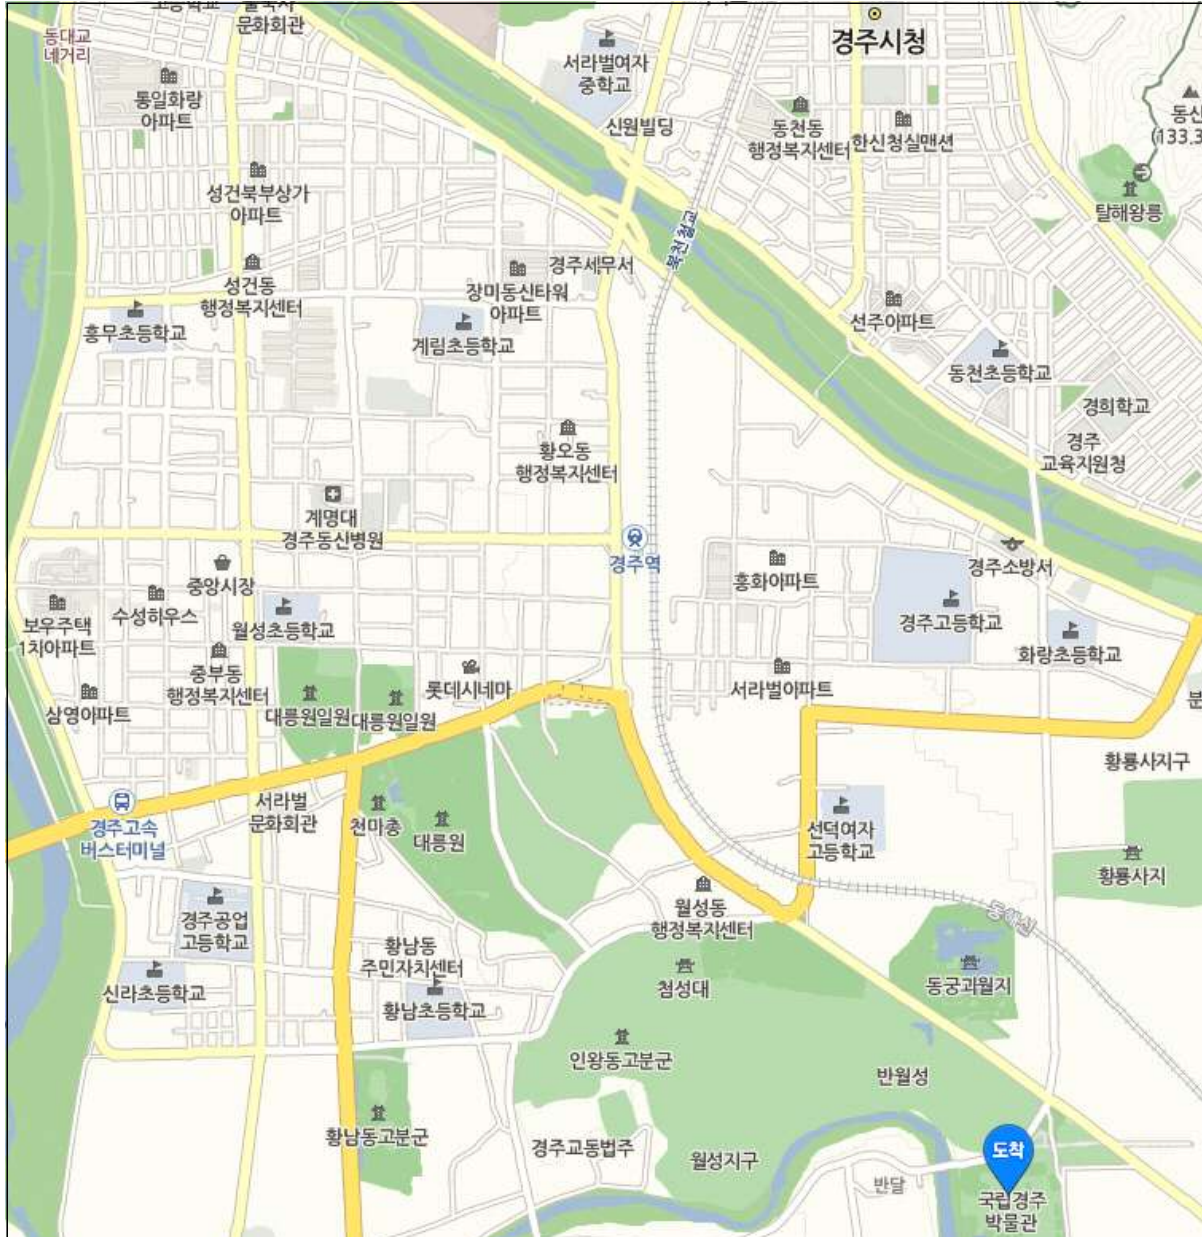 문화회관
동대교
네거리
경주시청
서라벌여자
중학교
통일화랑
아파트
신원빌딩
동천동
행정복지센터
한신청실맨션
동산
(133.3
성건북부상가
아파트
탈해왕릉
북천철교
성건동
행정복지센터
경주세무서
장미동산타워
아파트
흥무초등학교
계림초등학교
선주아파트
동천초등학교
경희학교
황오동
행정복지센터
경주
교육지원청
계명대
경주동산병원
경주역
중앙시장
흥화아파트
경주소방서
보우주택
1차아파트
수성하우스
월성초등학교
경주고등학교
화랑초등학교
중부동
행정복지센터
롯데시네마
서라벌아파트
삼영아파트
대릉원일원
대릉원일원
분
황룡사지구
경주고속
버스터미널
서라벌
문화회관
천마총
대릉원
선덕여자
고등학교
황룡사지
경주공업
고등학교
월성동
행정복지센터
동해선
황남동
주민자치센터
신라초등학교
황남초등학교
첨성대
동궁과월지
인왕동고분군
반월성
황남동고분군
경주교동법주
월성지구
반달
도착
국립경주
박물관